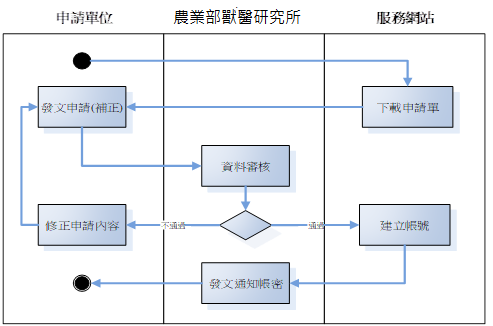 申請單位
農業部獸醫研究所
服務網站
發文申請(補正)
下載申請單
資料審核
修正申請內容
不通過
通過
建立帳號
發文通知帳密